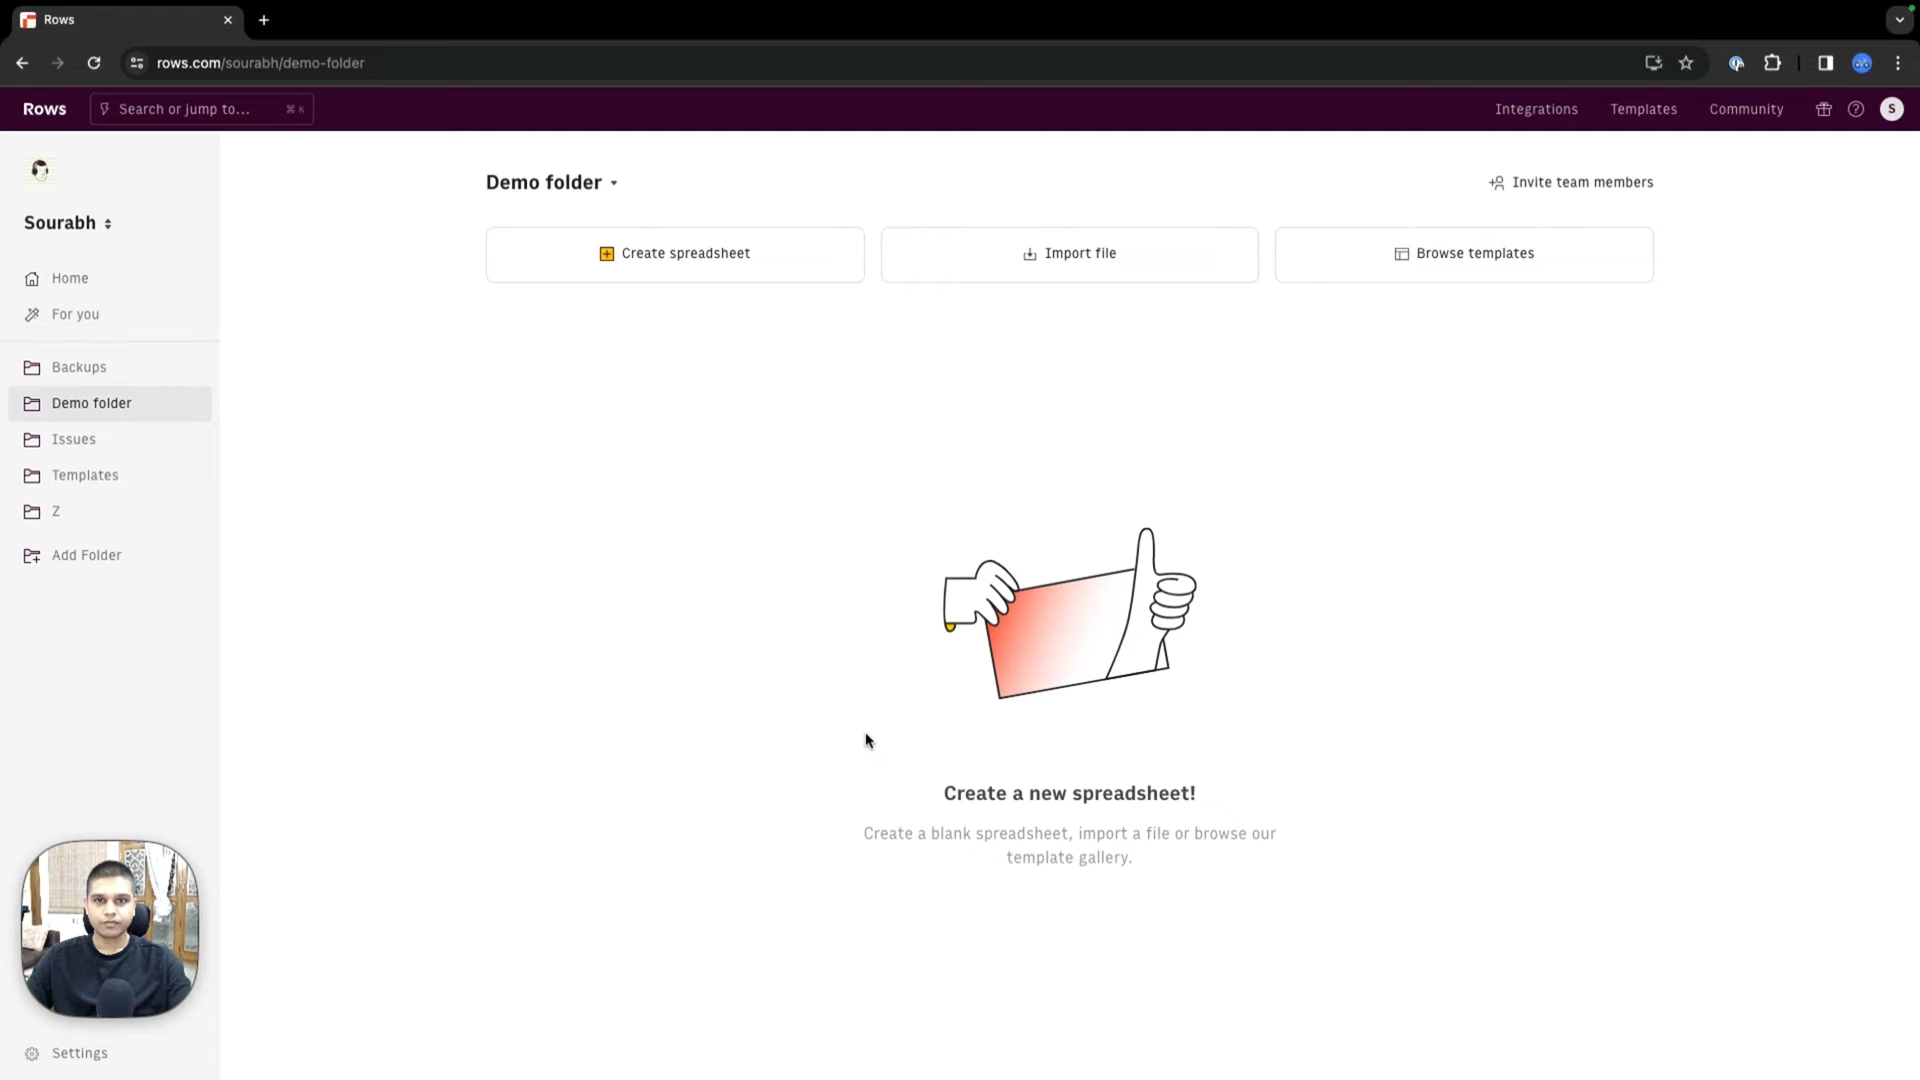 Rows
rows.com/sourabh/demo-folder
Rows
Search or jump to...
⌘ K
Integrations
Templates
Community
S
Sourabh
Home
For you
Backups
Demo folder
Issues
Templates
Z
Add Folder
Settings
Demo folder
Invite team members
Create spreadsheet
Import file
Browse templates
Create a new spreadsheet!
Create a blank spreadsheet, import a file or browse our
template gallery.